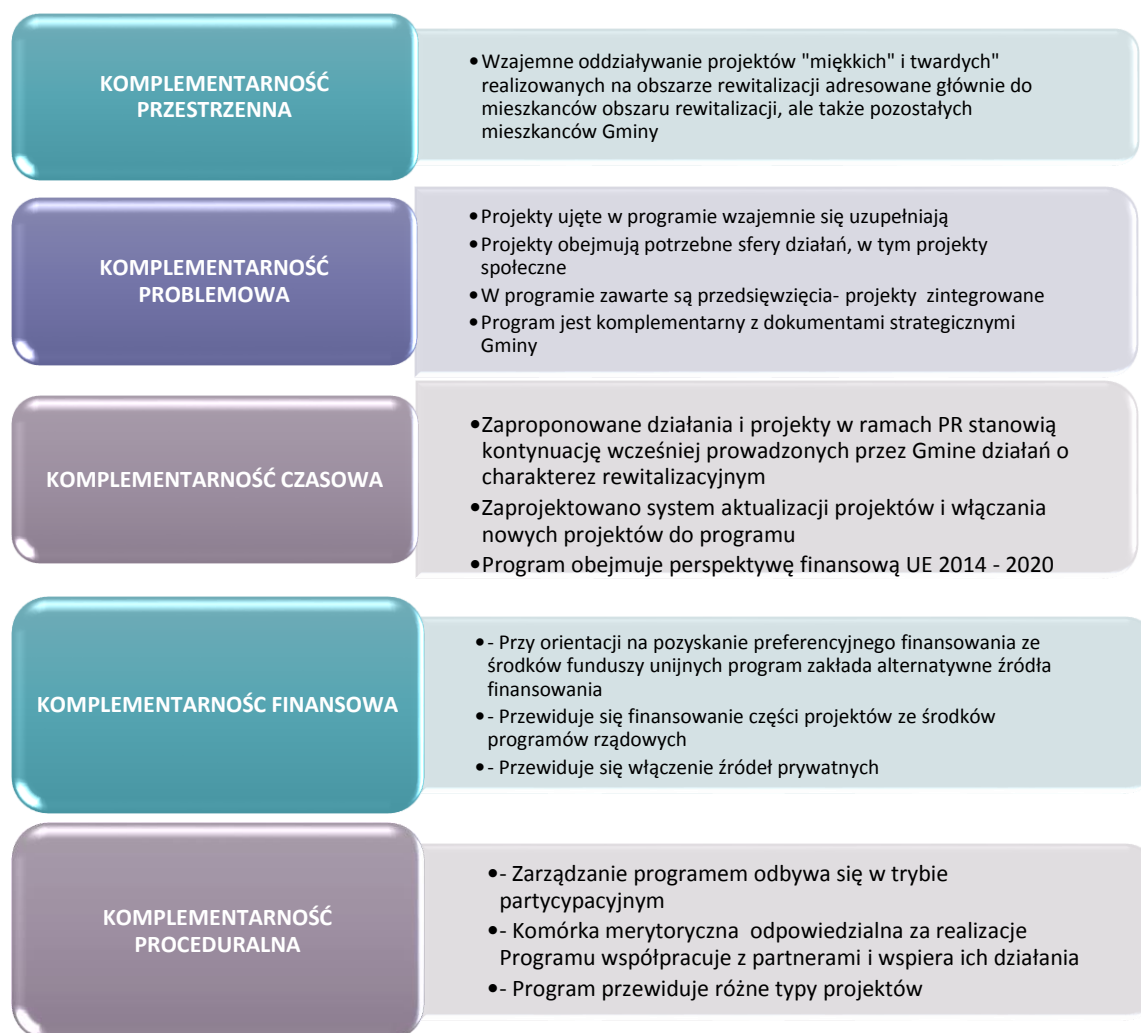 KOMPLEMENTARNOŚĆ
PRZESTRZENNA
•Wzajemne oddziaływanie projektów "miękkich" i twardych"
realizowanych na obszarze rewitalizacji adresowane głównie do
mieszkanców obszaru rewitalizacji, ale także pozostałych
mieszkanców Gminy
KOMPLEMENTARNOŚĆ
PROBLEMOWA
•Projekty ujęte w programie wzajemnie się uzupełniają
•Projekty obejmują potrzebne sfery działań, w tym projekty
społeczne
•W programie zawarte są przedsięwzięcia- projekty zintegrowane
•Program jest komplementarny z dokumentami strategicznymi
Gminy
KOMPLEMENTARNOŚĆ CZASOWA
•Zaproponowane działania i projekty w ramach PR stanowią
kontynuację wcześniej prowadzonych przez Gmine działań o
charakterez rewitalizacyjnym
•Zaprojektowano system aktualizacji projektów i włączania
nowych projektów do programu
•Program obejmuje perspektywę finansową UE 2014 - 2020
KOMPLEMENTARNOŚC FINANSOWA
•- Przy orientacji na pozyskanie preferencyjnego finansowania ze
środków funduszy unijnych program zakłada alternatywne źródła
finansowania
•- Przewiduje się finansowanie części projektów ze środków
programów rządowych
•- Przewiduje się włączenie źródeł prywatnych
KOMPLEMENTARNOŚĆ
PROCEDURALNA
•- Zarządzanie programem odbywa się w trybie
partycypacyjnym
•- Komórka merytoryczna odpowiedzialna za realizacje
Programu współpracuje z partnerami i wspiera ich działania
•- Program przewiduje różne typy projektów